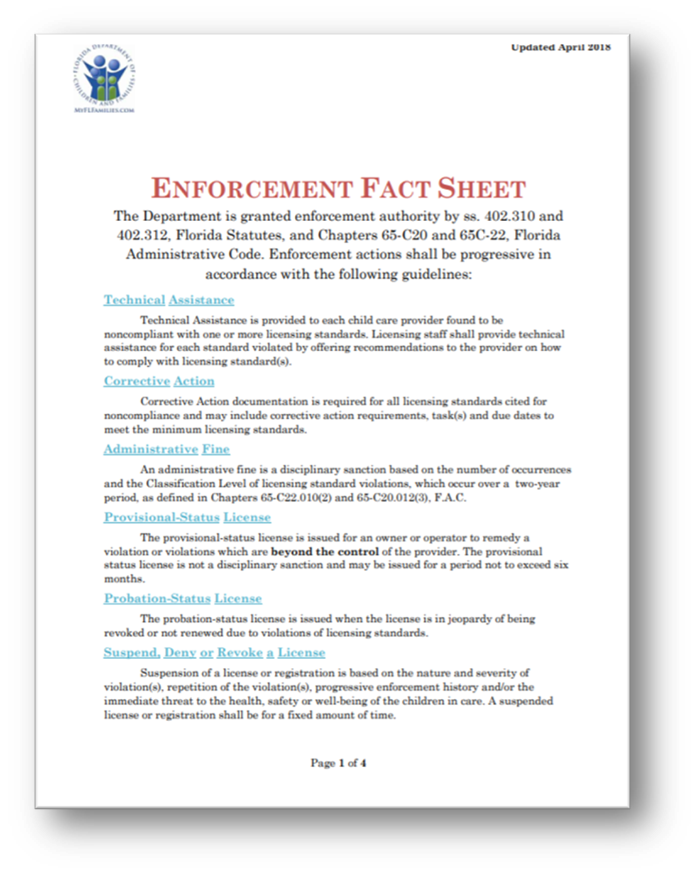 Updated April 2018
FLORIDA DEPARTMENT OF
CHILDREN AND FAMILIES
MYFLFAMILIES.COM
ENFORCEMENT FACT SHEET
The Department is granted enforcement authority by ss. 402.310 and
402.312, Florida Statutes, and Chapters 65-C20 and 65C-22, Florida
Administrative Code. Enforcement actions shall be progressive in
accordance with the following guidelines:
Technical Assistance
Technical Assistance is provided to each child care provider found to be
noncompliant with one or more licensing standards. Licensing staff shall provide technical
assistance for each standard violated by offering recommendations to the provider on how
to comply with licensing standard(s).
Corrective Action
Corrective Action documentation is required for all licensing standards cited for
noncompliance and may include corrective action requirements, task(s) and due dates to
meet the minimum licensing standards.
Administrative Fine
An administrative fine is a disciplinary sanction based on the number of occurrences
and the Classification Level of licensing standard violations, which occur over a two-year
period, as defined in Chapters 65-C22.010(2) and 65-C20.012(3), F.A.C.
Provisional-Status License
The provisional-status license is issued for an owner or operator to remedy a
violation or violations which are beyond the control of the provider. The provisional
status license is not a disciplinary sanction and may be issued for a period not to exceed six
months.
Probation-Status License
The probation-status license is issued when the license is in jeopardy of being
revoked or not renewed due to violations of licensing standards.
Suspend, Deny or Revoke a License
Suspension of a license or registration is based on the nature and severity of
violation(s), repetition of the violation(s), progressive enforcement history and/or the
immediate threat to the health, safety or well-being of the children in care. A suspended
license or registration shall be for a fixed amount of time.
Page 1 of 4